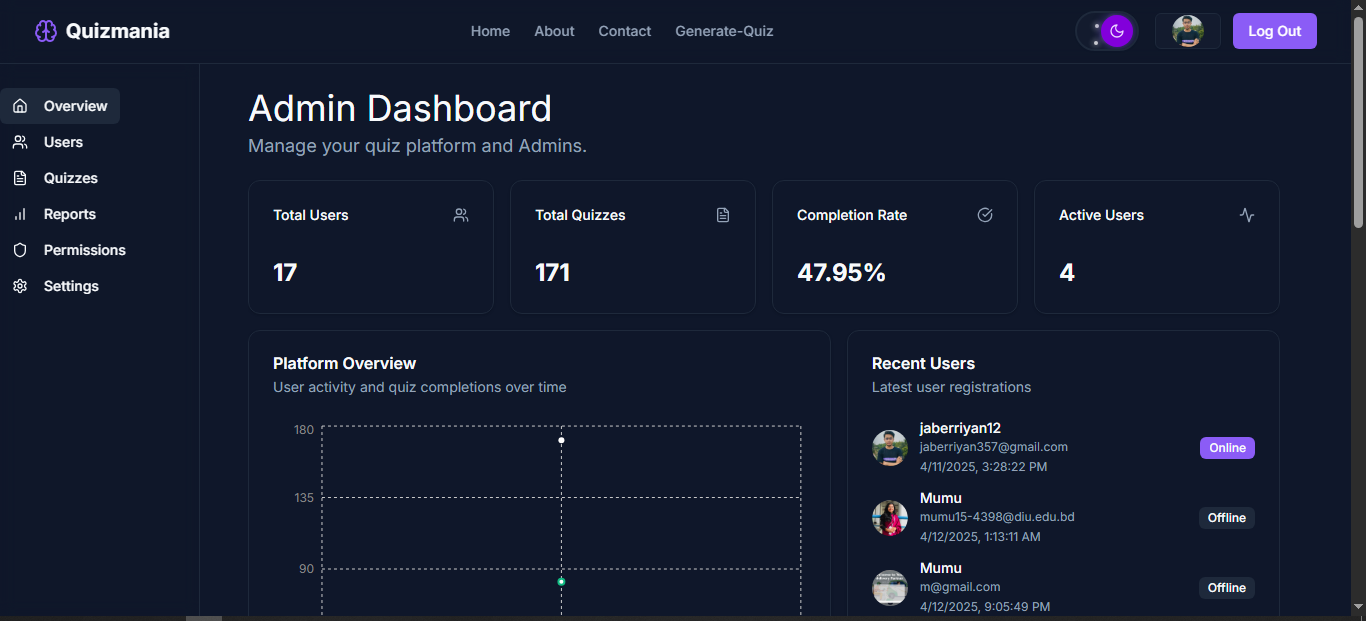 Quizmania
Home About Contact Generate-Quiz
Log Out
Overview
Users
Quizzes
Reports
Permissions
Settings
Admin Dashboard
Manage your quiz platform and Admins.
Total Users
17
Total Quizzes
171
Completion Rate
47.95%
Active Users
4
Platform Overview
User activity and quiz completions over time
180
135
90
Recent Users
Latest user registrations
jaberriyan12
jaberriyan357@gmail.com
4/11/2025, 3:28:22 PM
Online
Mumu
mumu15-4398@diu.edu.bd
4/12/2025, 1:13:11 AM
Offline
Mumu
m@gmail.com
4/12/2025, 9:05:49 PM
Offline